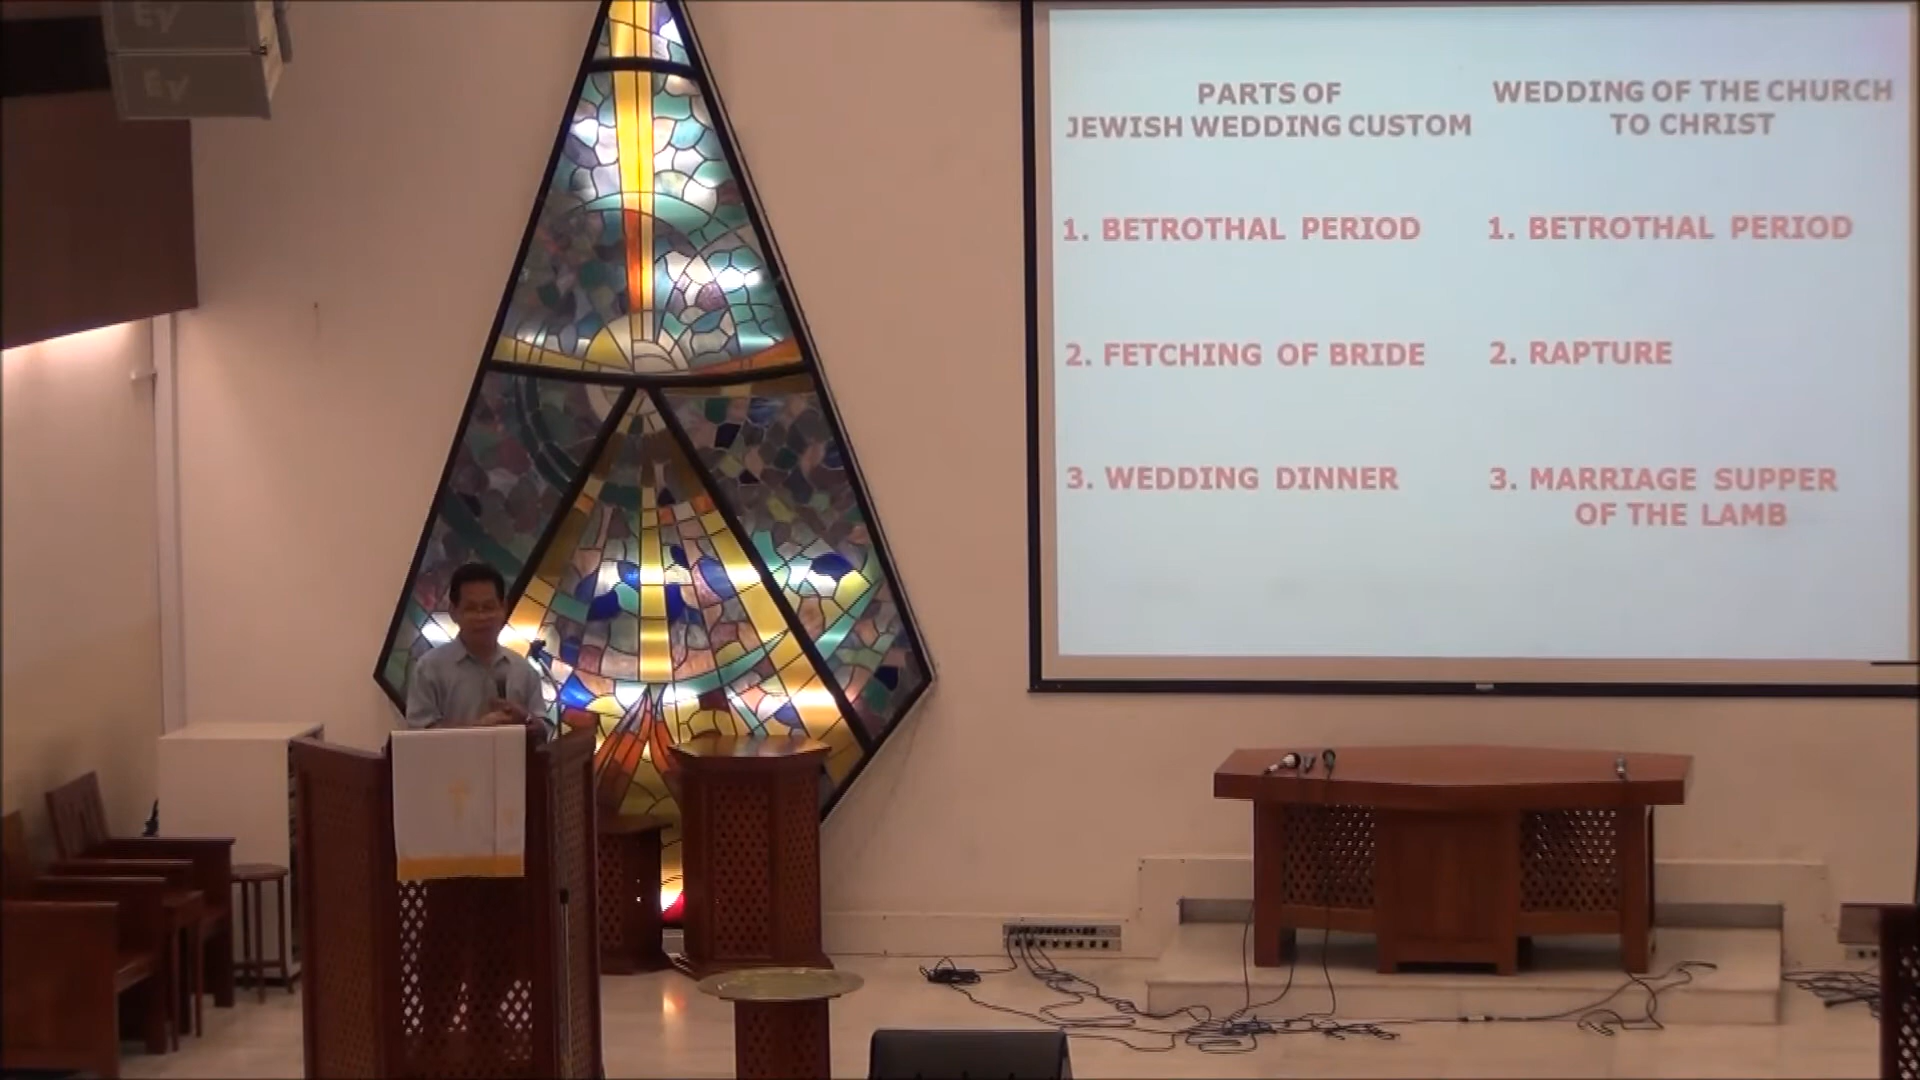 EV
EV
PARTS OF
JEWISH WEDDING CUSTOM
1. BETROTHAL PERIOD
2. FETCHING OF BRIDE
3. WEDDING DINNER
WEDDING OF THE CHURCH
TO CHRIST
1. BETROTHAL PERIOD
2. RAPTURE
3. MARRIAGE SUPPER
OF THE LAMB